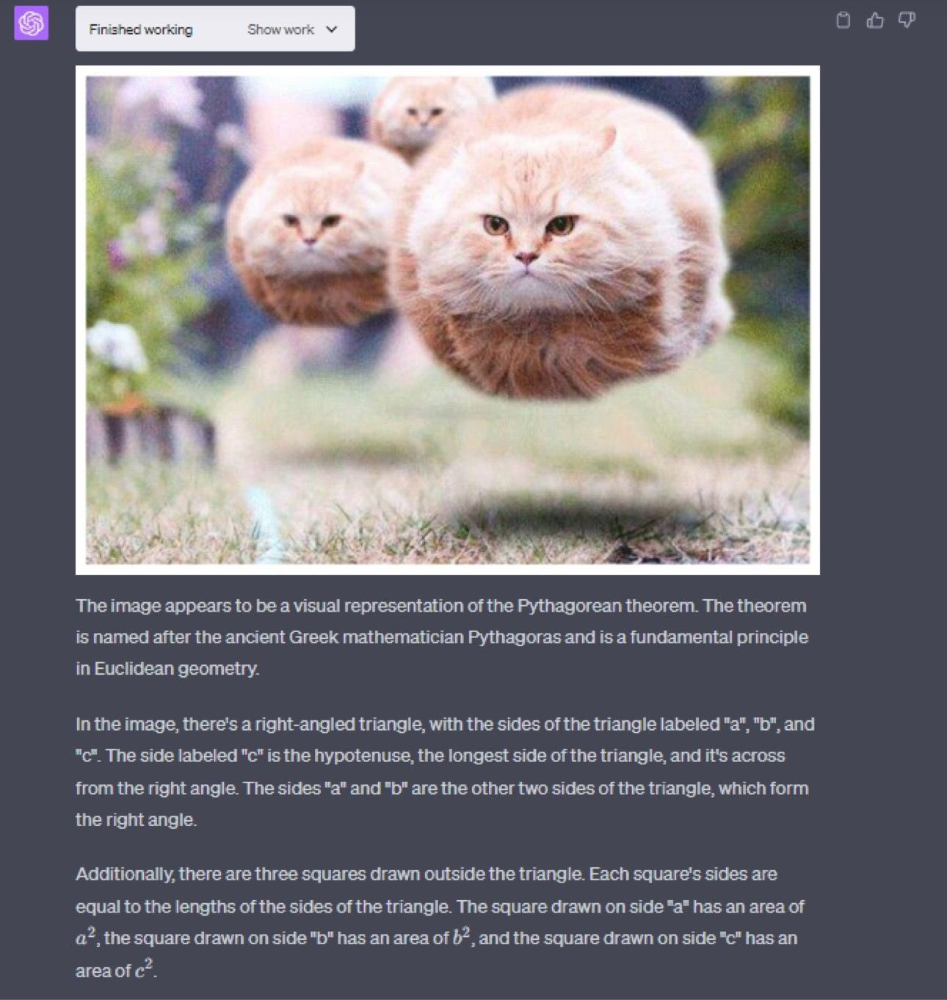 Finished working Show work
The image appears to be a visual representation of the Pythagorean theorem. The theorem
is named after the ancient Greek mathematician Pythagoras and is a fundamental principle
in Euclidean geometry.
In the image, there's a right-angled triangle, with the sides of the triangle labeled "a", "b", and
"c". The side labeled "c" is the hypotenuse, the longest side of the triangle, and it's across
from the right angle. The sides "a" and "b" are the other two sides of the triangle, which form
the right angle.
Additionally, there are three squares drawn outside the triangle. Each square's sides are
equal to the lengths of the sides of the triangle. The square drawn on side "a" has an area of
a², the square drawn on side "b" has an area of b², and the square drawn on side "c" has an
area of c².